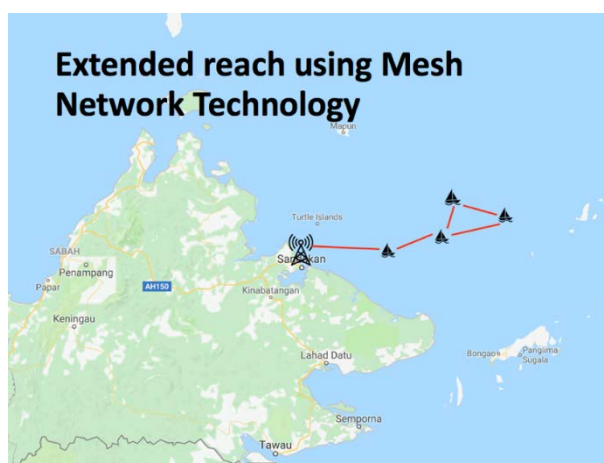 Extended reach using Mesh
Network Technology
Mapun
Turtle Islands
SABAH
Penampang
Papar
AH150
Kinabatangan
Keningau
Lahad Datu
Bongao
Panglima
Sugala
Semporna
Tawau